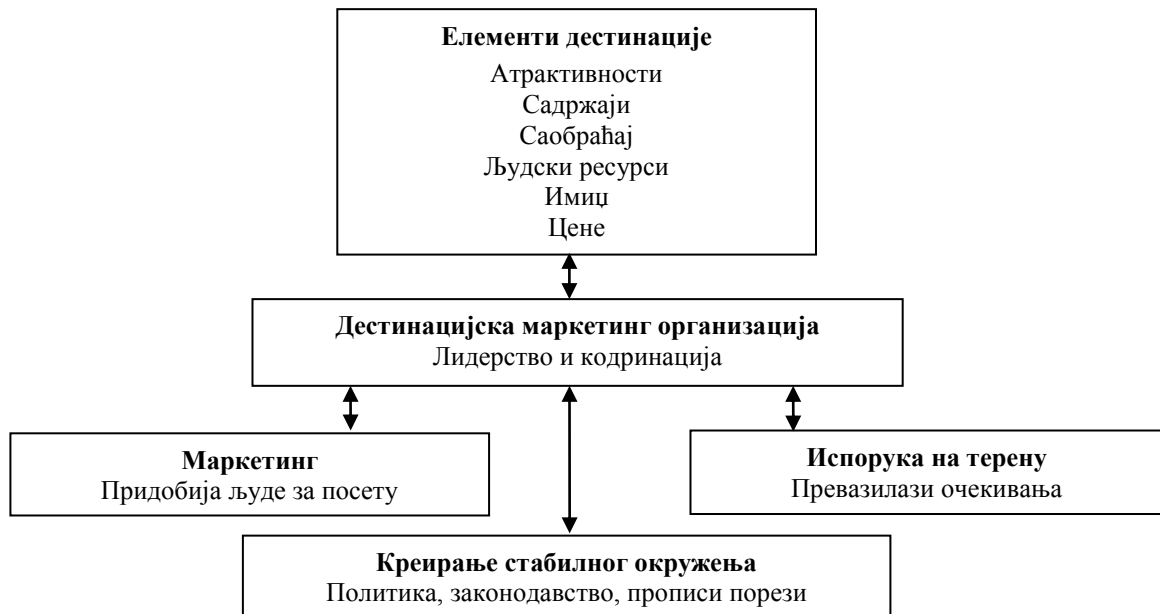 Елементи дестинације
Атрактивности
Садржаји
Саобраћај
Људски ресурси
Имиџ
Цене
Дестинацијска маркетинг организација
Лидерство и кодринација
Маркетинг
Придобија људе за посету
Испорука на терену
Превазилази очекивања
Креирање стабилног окружења
Политика, законодавство, прописи порези